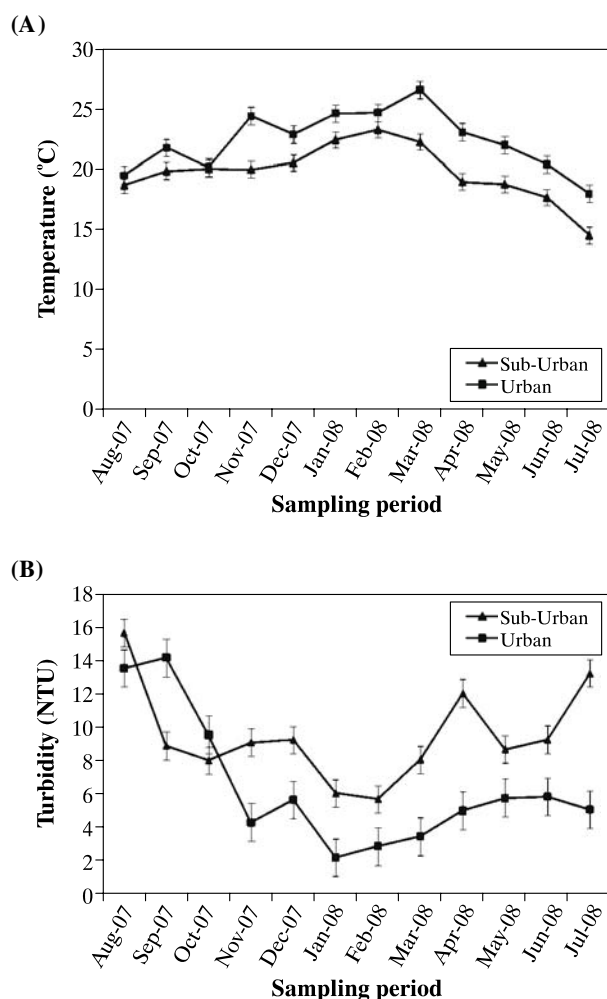 (A)
30
25
20
15
10
5
0
Temperature (°C)
Sub-Urban
Urban
Aug-07
Sep-07
Oct-07
Nov-07
Dec-07
Jan-08
Feb-08
Mar-08
Apr-08
May-08
Jun-08
Jul-08
Sampling period
(B)
18
16
14
12
10
8
6
4
2
0
Turbidity (NTU)
Sub-Urban
Urban
Aug-07
Sep-07
Oct-07
Nov-07
Dec-07
Jan-08
Feb-08
Mar-08
Apr-08
May-08
Jun-08
Jul-08
Sampling period